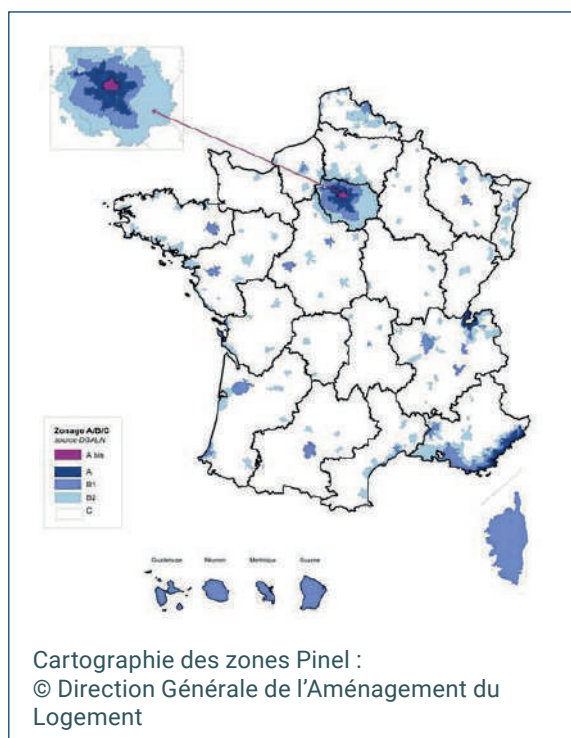 Zonage A/B/C
source DGALN
A bis
A
B1
B2
C
Guadeloupe Réunion Martinique Guyane
Cartographie des zones Pinel :
© Direction Générale de l’Aménagement du
Logement